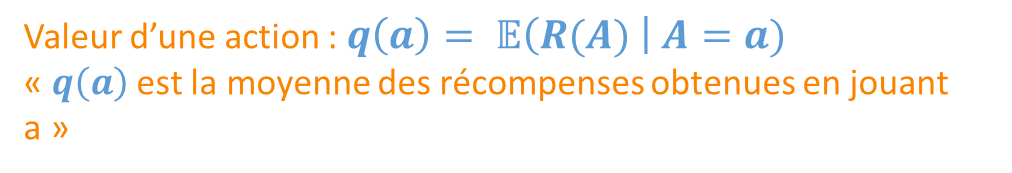 Valeur d’une action : q(a) = 𝔼(R(A) | A = a)
« q(a) est la moyenne des récompenses obtenues en jouant
a »